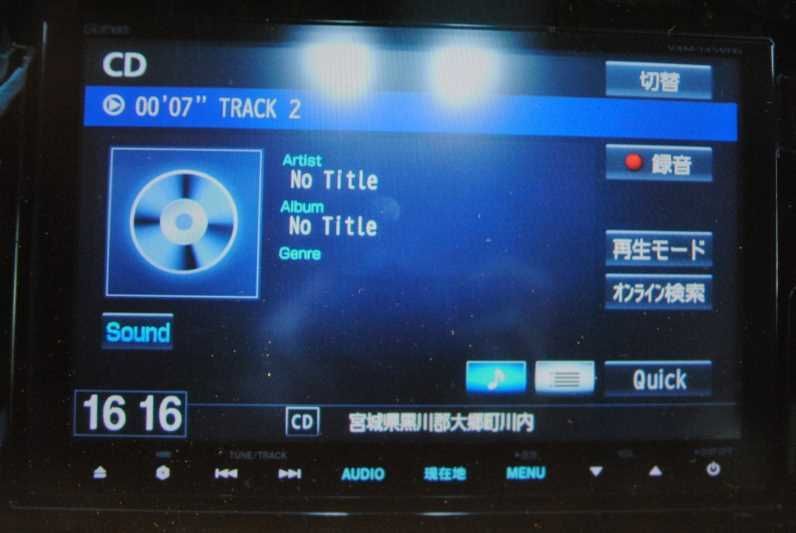 Gathers
CD
切替
00'07" TRACK 2
録音
Artist
No Title
Album
No Title
Genre
再生モード
オンライン検索
Sound
Quick
16 16
CD 宮城県黒川郡大郷町川内
TUNE/TRACK
VOL
AUDIO 現在地 MENU